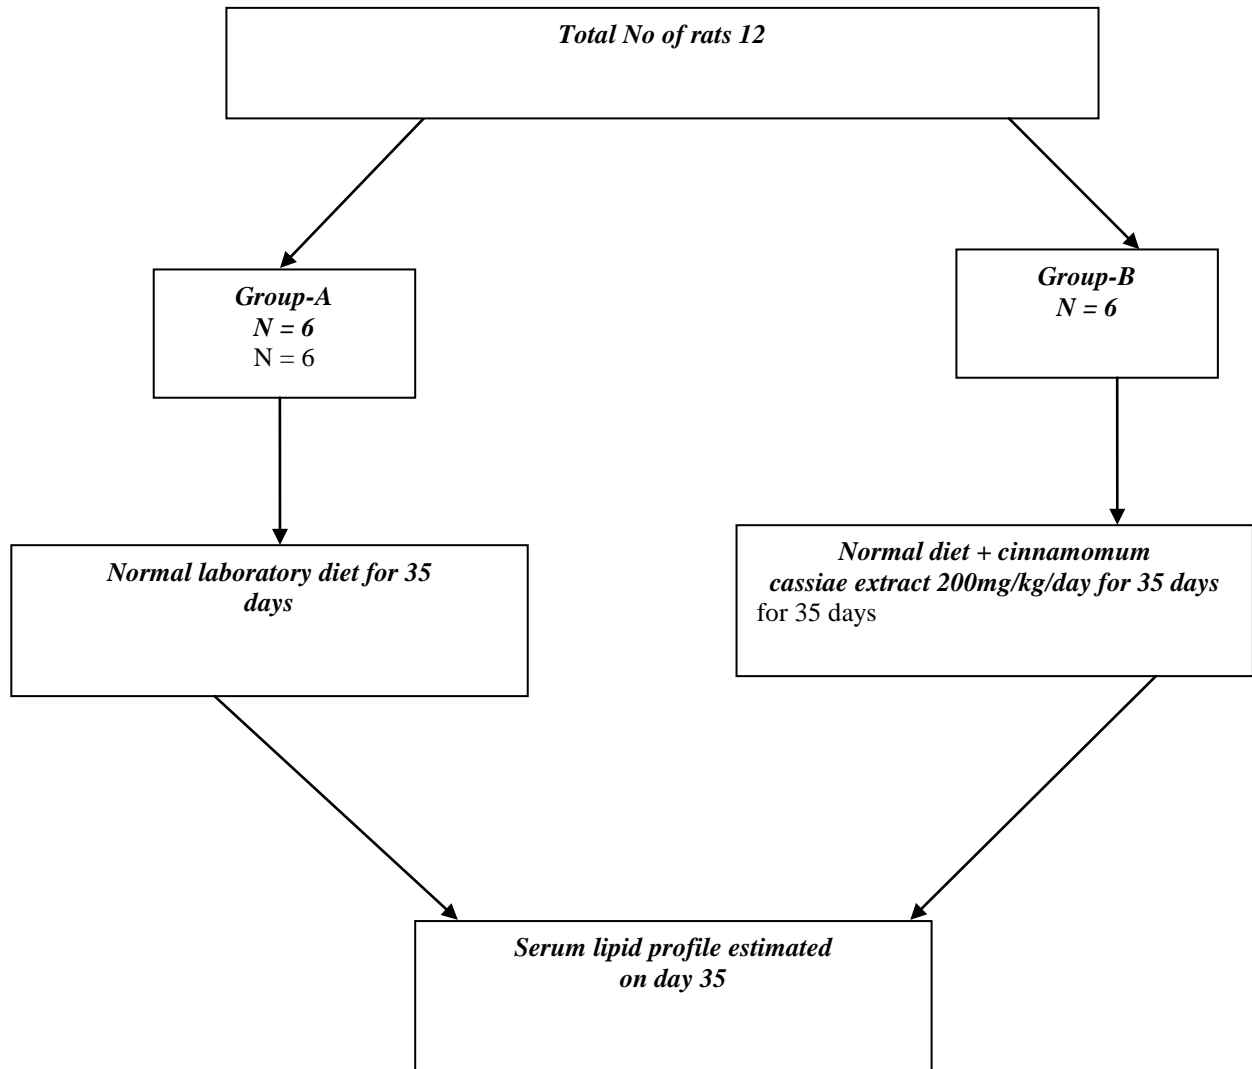 Total No of rats 12
Group-A
N = 6
N = 6
Group-B
N = 6
Normal laboratory diet for 35
days
Normal diet + cinnamomum
cassiae extract 200mg/kg/day for 35 days
for 35 days
Serum lipid profile estimated
on day 35